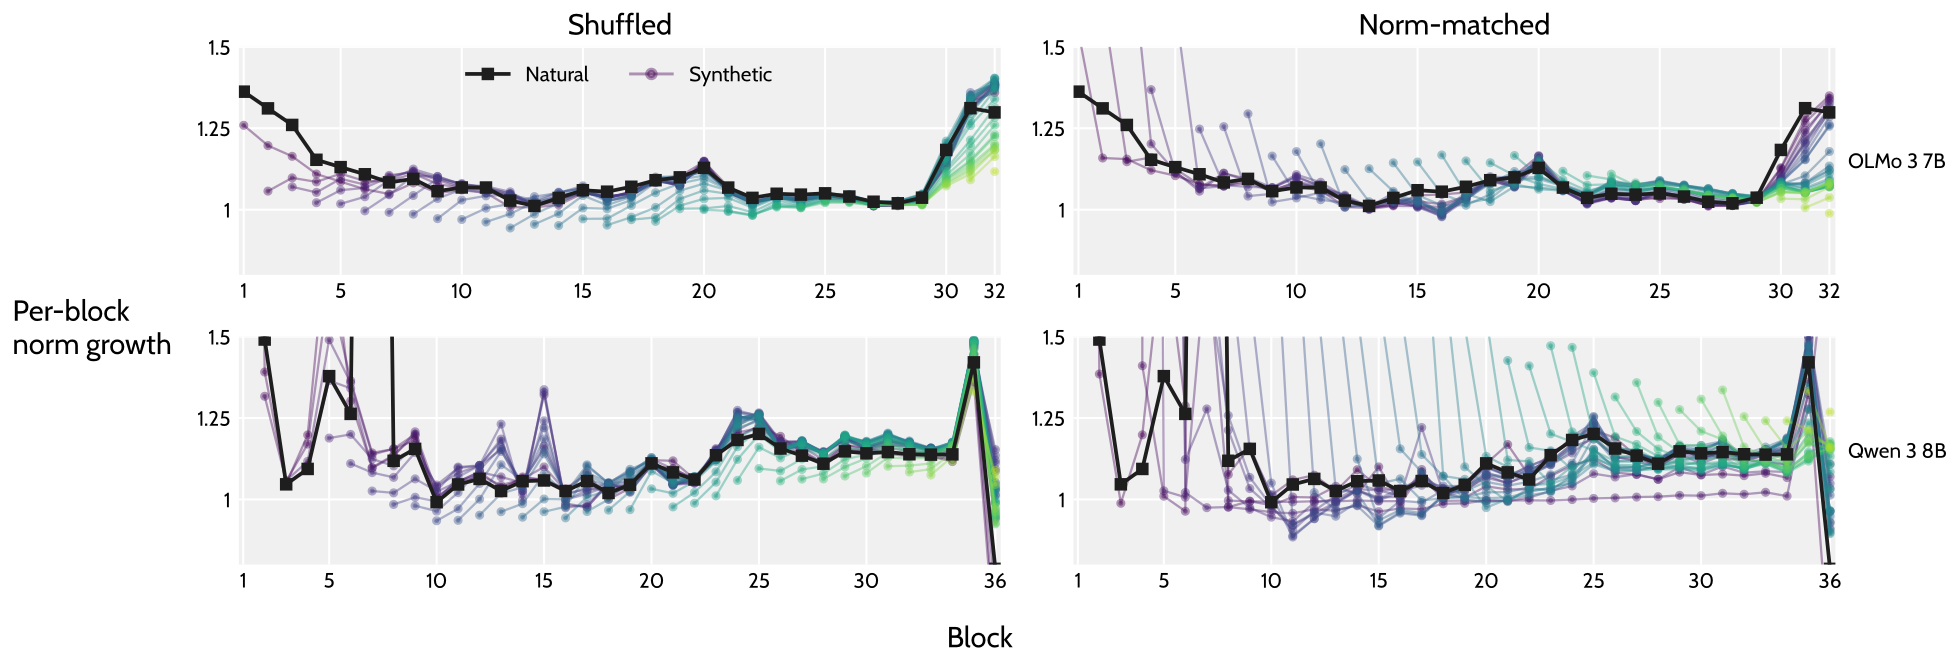 Shuffled
Norm-matched
1.5
1.25
1
Natural
Synthetic
1 5 10 15 20 25 30 32
1.5
1.25
1
1 5 10 15 20 25 30 32
OLMo 3 7B
Per-block
norm growth
1.5
1.25
1
1 5 10 15 20 25 30 36
1.5
1.25
1
1 5 10 15 20 25 30 36
Qwen 3 8B
Block